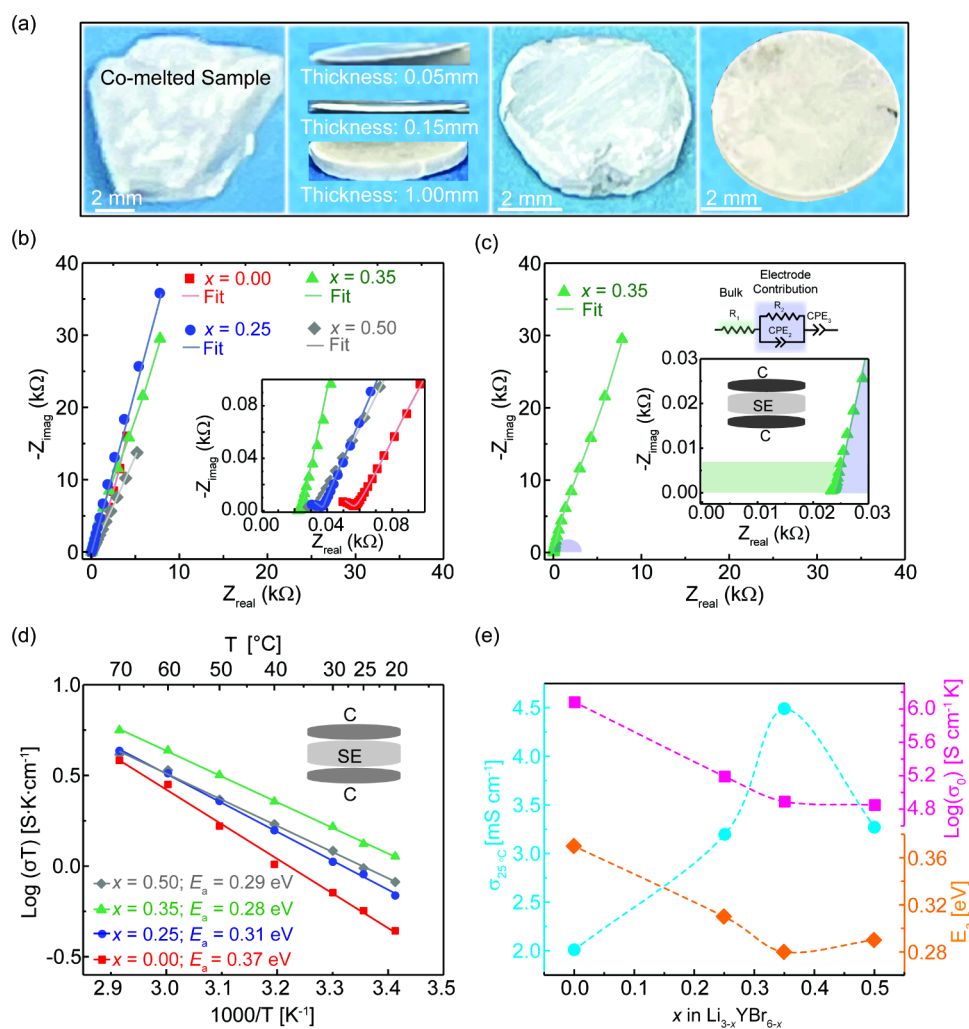 (a)
Co-melted Sample
2 mm
Thickness: 0.05mm
Thickness: 0.15mm
Thickness: 1.00mm
2 mm
2 mm
(b)
40
30
20
10
0
-Z_imag (kΩ)
x = 0.00
Fit
x = 0.35
Fit
x = 0.25
Fit
x = 0.50
Fit
0.08
0.04
0.00
-Z_imag (kΩ)
0.00 0.04 0.08
Z_real (kΩ)
0 10 20 30 40
Z_real (kΩ)
(c)
40
30
20
10
0
-Z_imag (kΩ)
x = 0.35
Fit
Electrode
Contribution
Bulk
R₁
R₂
CPE₂
CPE₃
0.03
0.02
0.01
0.00
-Z_imag (kΩ)
C
SE
C
0.00 0.01 0.02 0.03
Z_real (kΩ)
0 10 20 30 40
Z_real (kΩ)
(d)
T [°C]
70 60 50 40 30 25 20
1.0
0.5
0.0
-0.5
Log (σT) [S·K·cm⁻¹]
C
SE
C
x = 0.50; E_a = 0.29 eV
x = 0.35; E_a = 0.28 eV
x = 0.25; E_a = 0.31 eV
x = 0.00; E_a = 0.37 eV
2.9 3.0 3.1 3.2 3.3 3.4 3.5
1000/T [K⁻¹]
(e)
4.5
4.0
3.5
3.0
2.5
2.0
σ₂₅ °C [mS cm⁻¹]
6.0
5.6
5.2
4.8
Log(σ₀) [S cm⁻¹ K]
0.36
0.32
0.28
E_a [eV]
0.0 0.1 0.2 0.3 0.4 0.5
x in Li₃₋ₓYBr₆₋ₓ